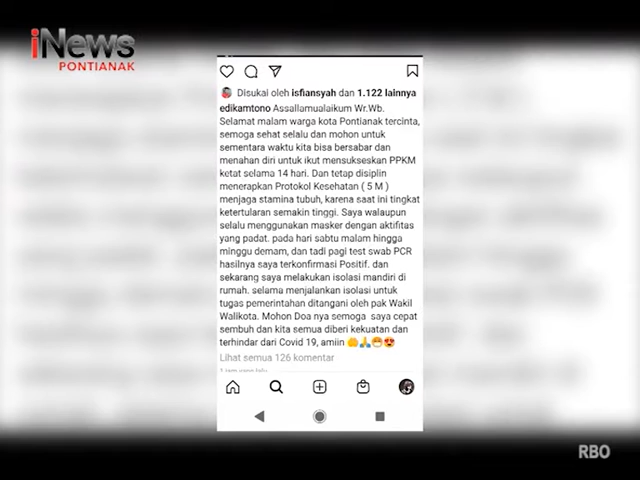 iNews
PONTIANAK
Disukai oleh isfiansyah dan 1.122 lainnya
edikamtono Assallamualaikum Wr.Wb.
Selamat malam warga kota Pontianak tercinta,
semoga sehat selalu dan mohon untuk
sementara waktu kita bisa bersabar dan
menahan diri untuk ikut mensukseskan PPKM
ketat selama 14 hari. Dan tetap disiplin
menerapkan Protokol Kesehatan ( 5 M )
menjaga stamina tubuh, karena saat ini tingkat
ketertularan semakin tinggi. Saya walaupun
selalu menggunakan masker dengan aktifitas
yang padat. pada hari sabtu malam hingga
minggu demam, dan tadi pagi test swab PCR
hasilnya saya terkonfirmasi Positif. dan
sekarang saya melakukan isolasi mandiri di
rumah. selama menjalankan isolasi untuk
tugas pemerintahan ditangani oleh pak Wakil
Walikota. Mohon Doa nya semoga saya cepat
sembuh dan kita semua diberi kekuatan dan
terhindar dari Covid 19, amiin 🤲🙏😷😍
Lihat semua 126 komentar
1 jam yang lalu
RBO